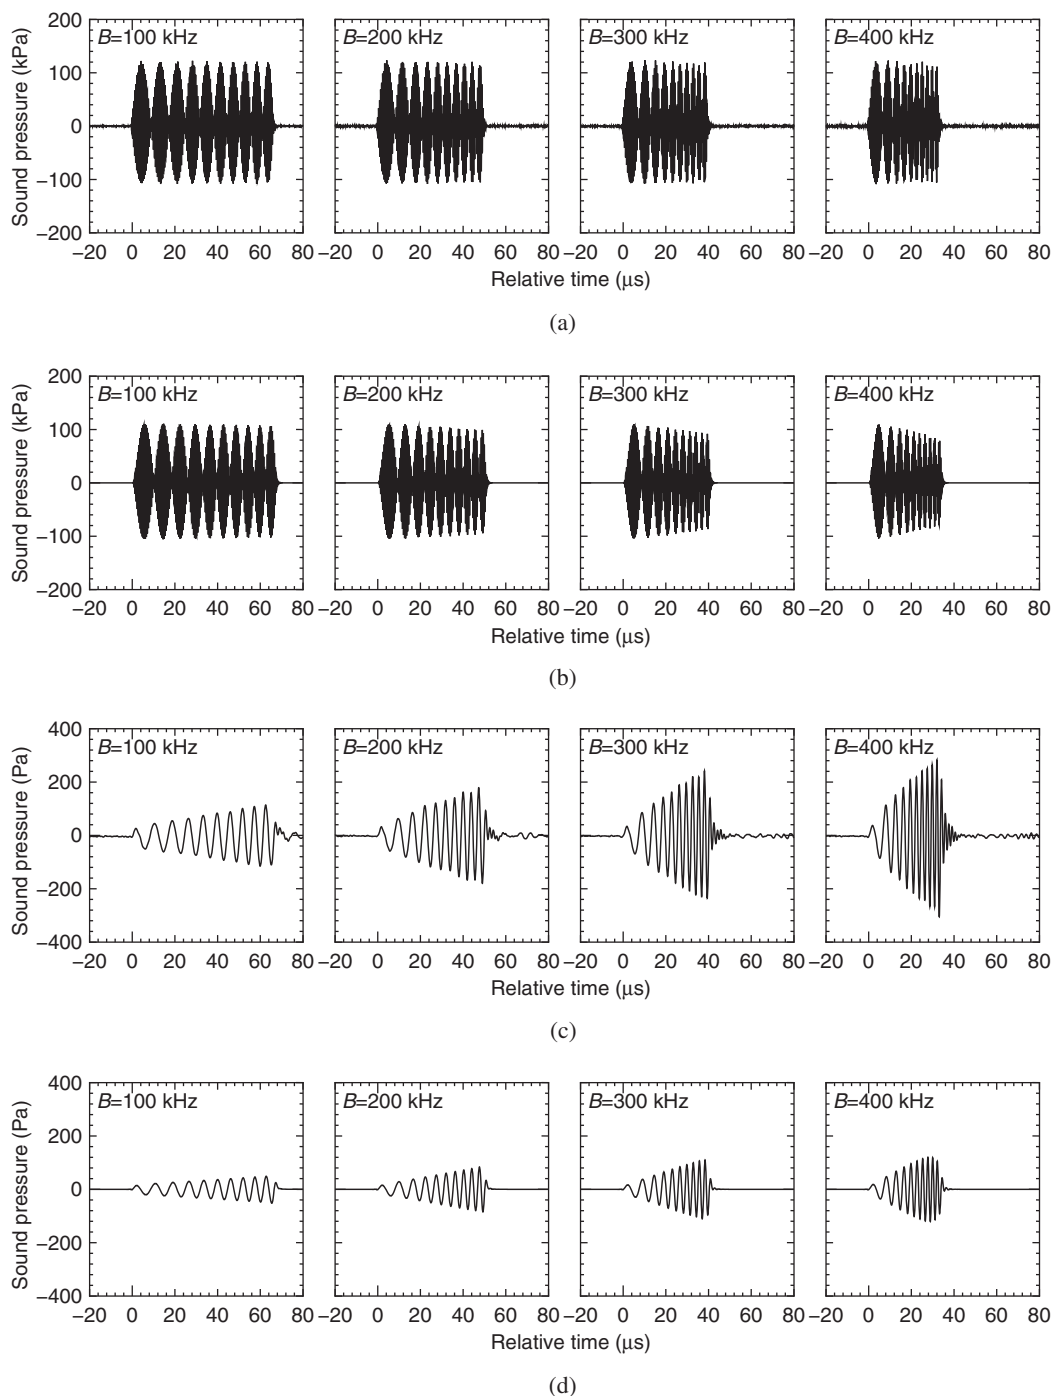 200
B=100 kHz B=200 kHz B=300 kHz B=400 kHz
100
0
−100
−200
Sound pressure (kPa)
−20 0 20 40 60 80 −20 0 20 40 60 80 −20 0 20 40 60 80 −20 0 20 40 60 80
Relative time (μs)
(a)
200
B=100 kHz B=200 kHz B=300 kHz B=400 kHz
100
0
−100
−200
Sound pressure (kPa)
−20 0 20 40 60 80 −20 0 20 40 60 80 −20 0 20 40 60 80 −20 0 20 40 60 80
Relative time (μs)
(b)
400
B=100 kHz B=200 kHz B=300 kHz B=400 kHz
200
0
−200
−400
Sound pressure (Pa)
−20 0 20 40 60 80 −20 0 20 40 60 80 −20 0 20 40 60 80 −20 0 20 40 60 80
Relative time (μs)
(c)
400
B=100 kHz B=200 kHz B=300 kHz B=400 kHz
200
0
−200
−400
Sound pressure (Pa)
−20 0 20 40 60 80 −20 0 20 40 60 80 −20 0 20 40 60 80 −20 0 20 40 60 80
Relative time (μs)
(d)